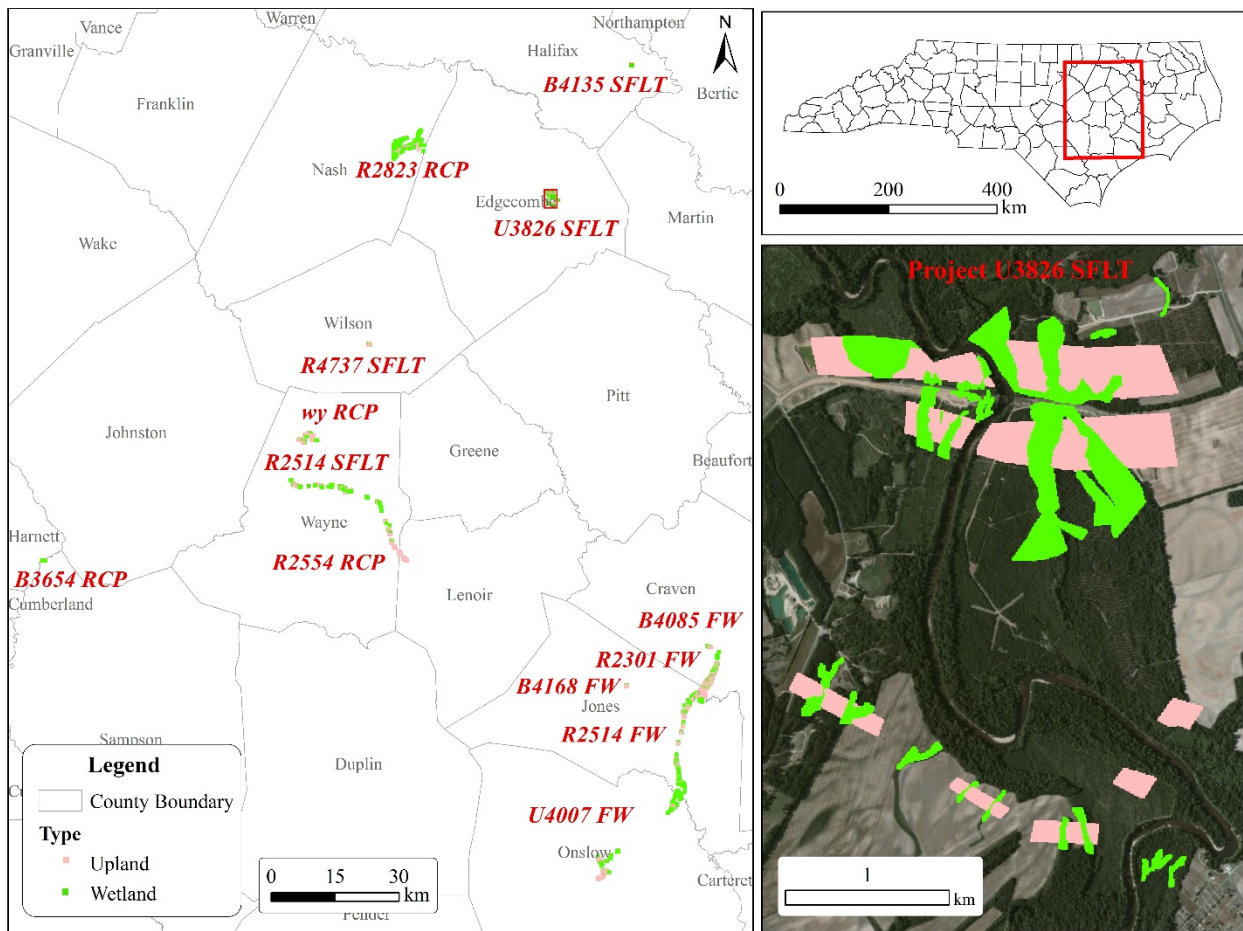 Vance
Warren
Northampton
Granville
Halifax
N
B4135 SFLT
Bertie
Franklin
Nash
R2823 RCP
Edgecombe
U3826 SFLT
Martin
Wake
Wilson
R4737 SFLT
Pitt
wy RCP
Johnston
R2514 SFLT
Greene
Beaufort
Wayne
Harnett
B3654 RCP
R2554 RCP
Cumberland
Lenoir
Craven
B4085 FW
R2301 FW
B4168 FW
Jones
R2514 FW
Sampson
Duplin
U4007 FW
Onslow
Carteret
Pender
Legend
County Boundary
Type
Upland
Wetland
0 15 30
km
0 200 400
km
Project U3826 SFLT
1
km